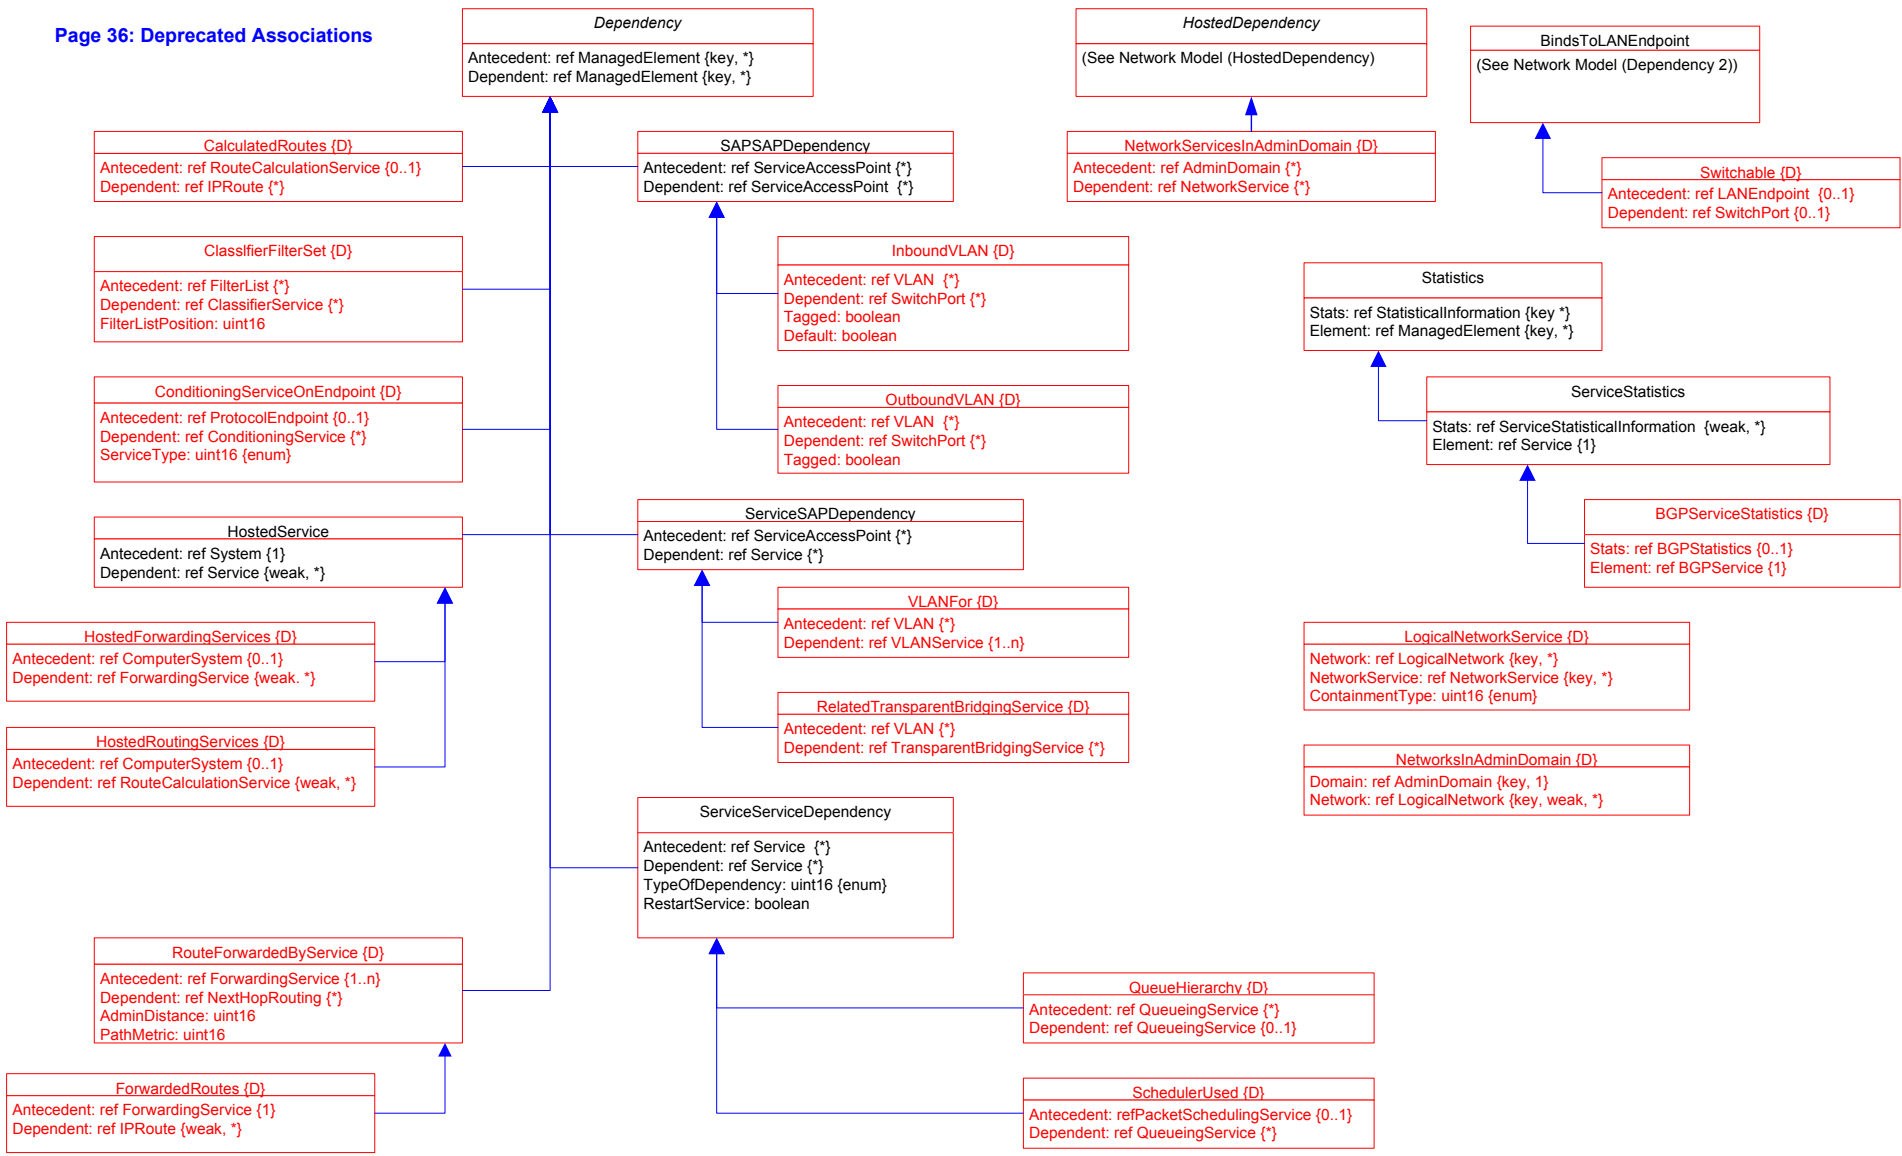 Page 36: Deprecated Associations
Dependency
Antecedent: ref ManagedElement {key, *}
Dependent: ref ManagedElement {key, *}
HostedDependency
(See Network Model (HostedDependency)
BindsToLANEndpoint
(See Network Model (Dependency 2))
CalculatedRoutes {D}
Antecedent: ref RouteCalculationService {0..1}
Dependent: ref IPRoute {*}
SAPSAPDependency
Antecedent: ref ServiceAccessPoint {*}
Dependent: ref ServiceAccessPoint  {*}
NetworkServicesInAdminDomain {D}
Antecedent: ref AdminDomain {*}
Dependent: ref NetworkService {*}
Switchable {D}
Antecedent: ref LANEndpoint  {0..1}
Dependent: ref SwitchPort {0..1}
ClassIfierFilterSet {D}
Antecedent: ref FilterList {*}
Dependent: ref ClassifierService {*}
FilterListPosition: uint16
InboundVLAN {D}
Antecedent: ref VLAN  {*}
Dependent: ref SwitchPort {*}
Tagged: boolean
Default: boolean
Statistics
Stats: ref StatisticalInformation {key *}
Element: ref ManagedElement {key, *}
ConditioningServiceOnEndpoint {D}
Antecedent: ref ProtocolEndpoint {0..1}
Dependent: ref ConditioningService {*}
ServiceType: uint16 {enum}
OutboundVLAN {D}
Antecedent: ref VLAN  {*}
Dependent: ref SwitchPort {*}
Tagged: boolean
ServiceStatistics
Stats: ref ServiceStatisticalInformation  {weak, *}
Element: ref Service {1}
HostedService
Antecedent: ref System {1}
Dependent: ref Service {weak, *}
ServiceSAPDependency
Antecedent: ref ServiceAccessPoint {*}
Dependent: ref Service {*}
BGPServiceStatistics {D}
Stats: ref BGPStatistics {0..1}
Element: ref BGPService {1}
HostedForwardingServices {D}
Antecedent: ref ComputerSystem {0..1}
Dependent: ref ForwardingService {weak. *}
VLANFor {D}
Antecedent: ref VLAN {*}
Dependent: ref VLANService {1..n}
LogicalNetworkService {D}
Network: ref LogicalNetwork {key, *}
NetworkService: ref NetworkService {key, *}
ContainmentType: uint16 {enum}
HostedRoutingServices {D}
Antecedent: ref ComputerSystem {0..1}
Dependent: ref RouteCalculationService {weak, *}
RelatedTransparentBridgingService {D}
Antecedent: ref VLAN {*}
Dependent: ref TransparentBridgingService {*}
NetworksInAdminDomain {D}
Domain: ref AdminDomain {key, 1}
Network: ref LogicalNetwork {key, weak, *}
ServiceServiceDependency
Antecedent: ref Service  {*}
Dependent: ref Service {*}
TypeOfDependency: uint16 {enum}
RestartService: boolean
RouteForwardedByService {D}
Antecedent: ref ForwardingService {1..n}
Dependent: ref NextHopRouting {*}
AdminDistance: uint16
PathMetric: uint16
QueueHierarchy {D}
Antecedent: ref QueueingService {*}
Dependent: ref QueueingService {0..1}
ForwardedRoutes {D}
Antecedent: ref ForwardingService {1}
Dependent: ref IPRoute {weak, *}
SchedulerUsed {D}
Antecedent: refPacketSchedulingService {0..1}
Dependent: ref QueueingService {*}